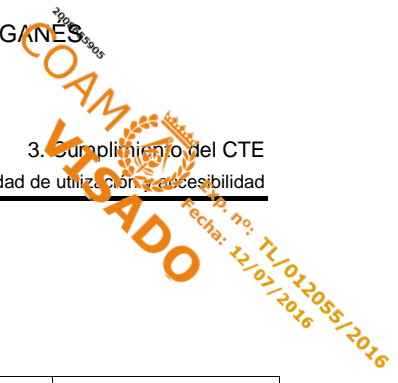 GANÉS
COAM
VISADO
Exp. nº: TL/012055/2016
Fecha: 12/07/2016
3. Cumplimiento del CTE
dad de utilización y accesibilidad